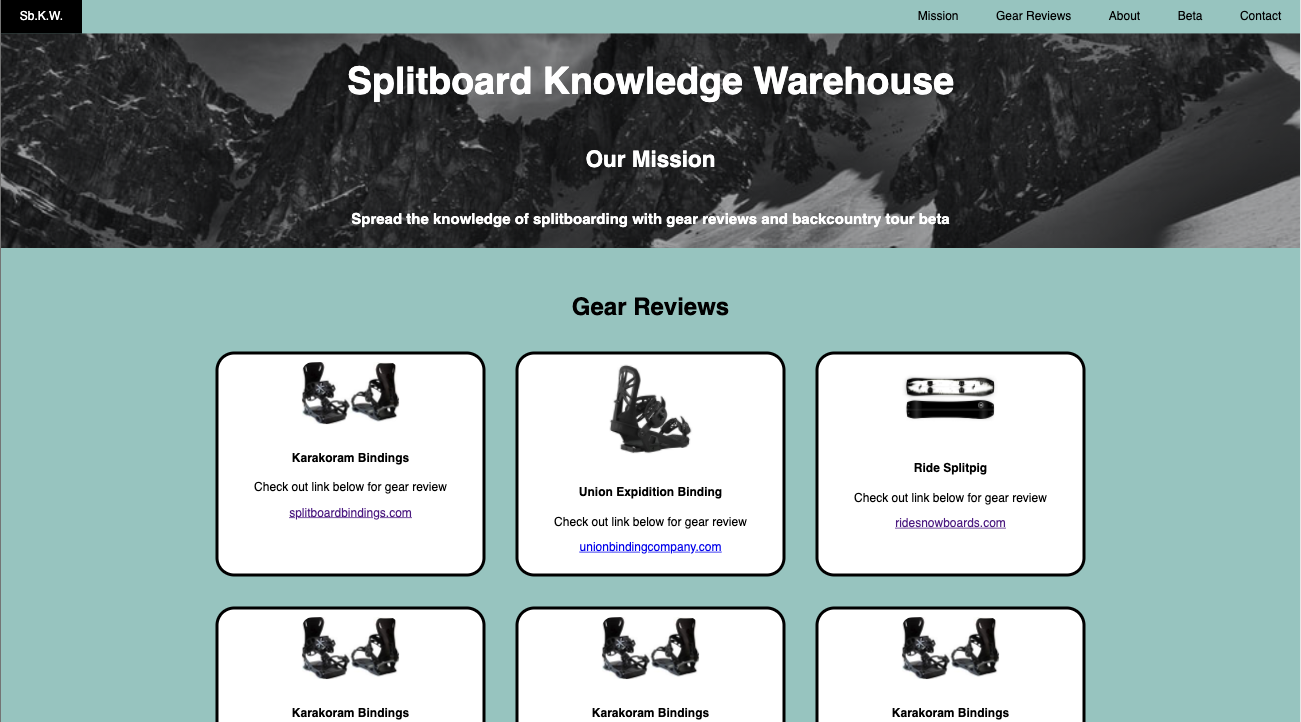 Sb.K.W.
Mission
Gear Reviews
About
Beta
Contact
Splitboard Knowledge Warehouse
Our Mission
Spread the knowledge of splitboarding with gear reviews and backcountry tour beta
Gear Reviews
Karakoram Bindings
Check out link below for gear review
splitboardbindings.com
Union Expidition Binding
Check out link below for gear review
unionbindingcompany.com
Ride Splitpig
Check out link below for gear review
ridesnowboards.com
Karakoram Bindings
Karakoram Bindings
Karakoram Bindings